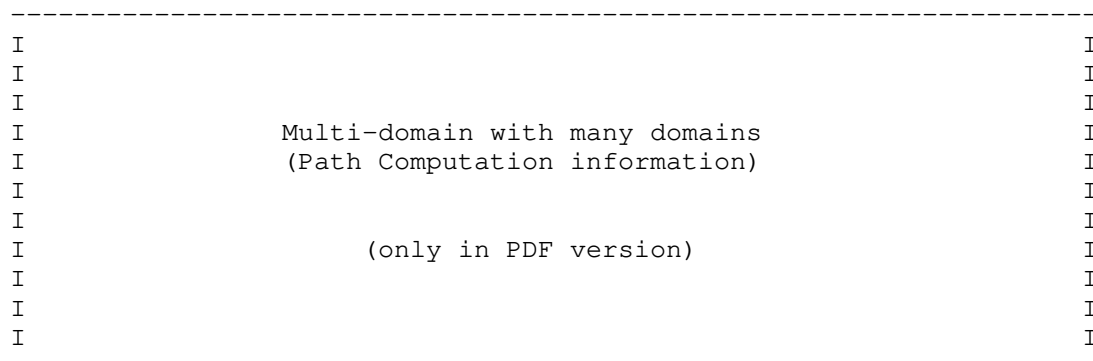 ------------------------------------------------------------------------
I                                                                      I
I                                                                      I
I                                                                      I
I                 Multi-domain with many domains                       I
I                 (Path Computation information)                       I
I                                                                      I
I                                                                      I
I                      (only in PDF version)                           I
I                                                                      I
I                                                                      I
I                                                                      I